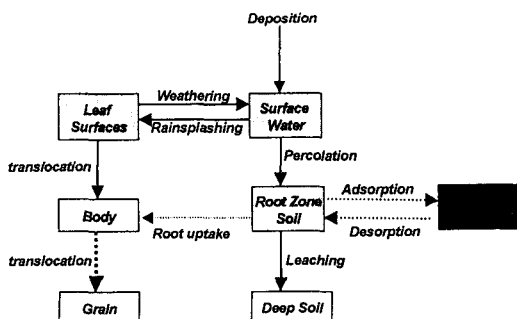 Deposition
Weathering
Leaf
Surfaces
Surface
Water
Rainsplashing
translocation
Percolation
Body
Root Zone
Soil
Adsorption
Desorption
Root uptake
translocation
Leaching
Grain
Deep Soil